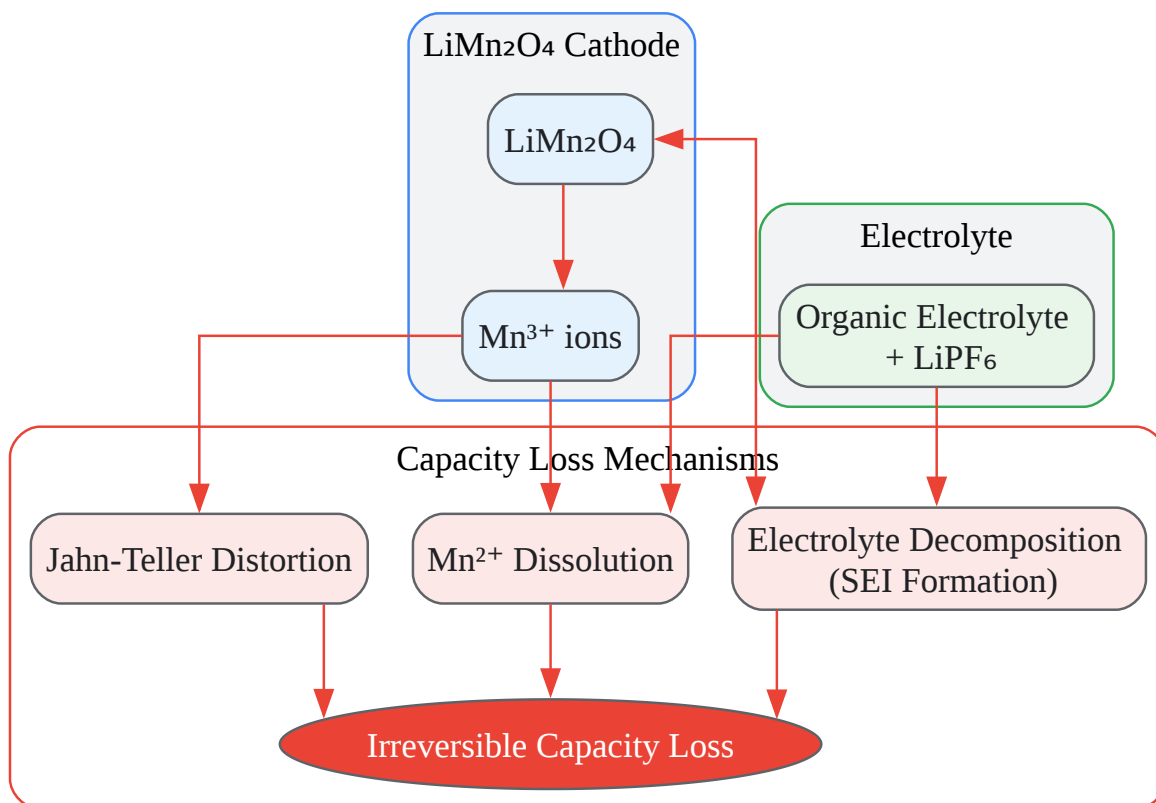 LiMn₂O₄ Cathode
LiMn₂O₄
Electrolyte
Mn³⁺ ions
Organic Electrolyte
+ LiPF₆
Capacity Loss Mechanisms
Jahn-Teller Distortion
Mn²⁺ Dissolution
Electrolyte Decomposition
(SEI Formation)
Irreversible Capacity Loss